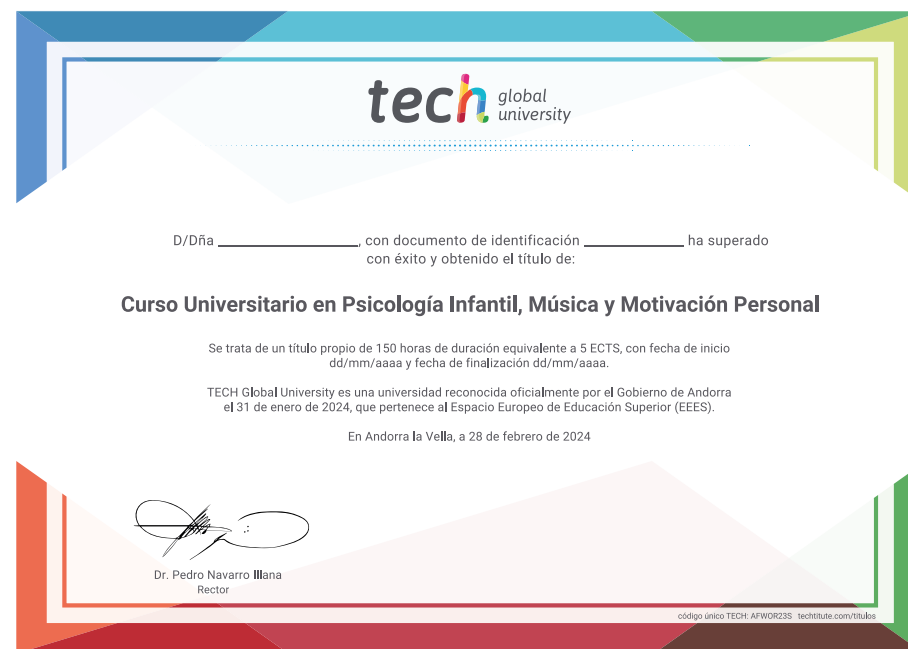 tech global university
D/Dña ______________, con documento de identificación __________ ha superado
con éxito y obtenido el título de:
Curso Universitario en Psicología Infantil, Música y Motivación Personal
Se trata de un título propio de 150 horas de duración equivalente a 5 ECTS, con fecha de inicio
dd/mm/aaaa y fecha de finalización dd/mm/aaaa.
TECH Global University es una universidad reconocida oficialmente por el Gobierno de Andorra
el 31 de enero de 2024, que pertenece al Espacio Europeo de Educación Superior (EEES).
En Andorra la Vella, a 28 de febrero de 2024
Dr. Pedro Navarro Illana
Rector
código único TECH: AFWOR23S techtitute.com/titulos